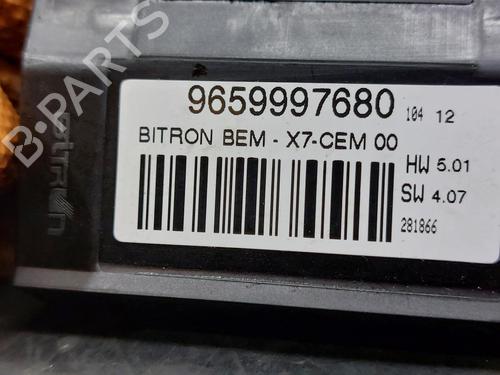 9659997680 104 12
BITRON BEM - X7-CEM 00
HW 5.01
SW 4.07
281866
bitron
B-PARTS